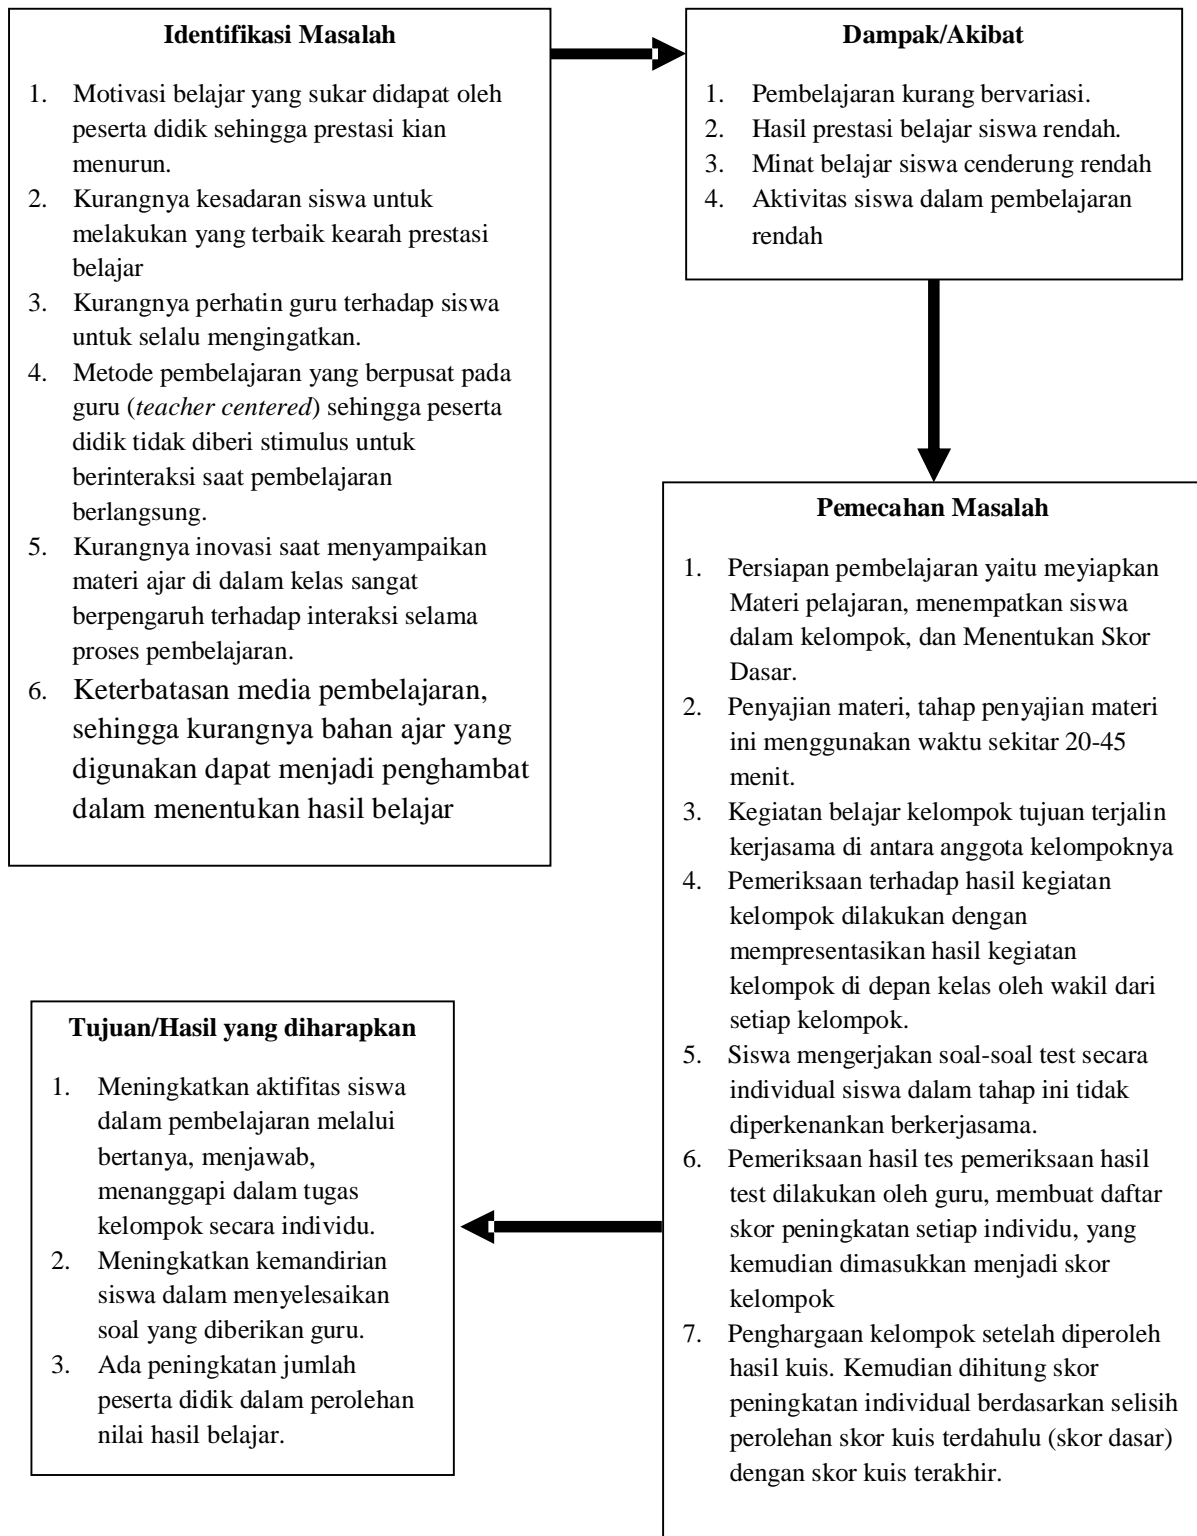 Identifikasi Masalah
1. Motivasi belajar yang sukar didapat oleh
peserta didik sehingga prestasi kian
menurun.
2. Kurangnya kesadaran siswa untuk
melakukan yang terbaik kearah prestasi
belajar
3. Kurangnya perhatin guru terhadap siswa
untuk selalu mengingatkan.
4. Metode pembelajaran yang berpusat pada
guru (teacher centered) sehingga peserta
didik tidak diberi stimulus untuk
berinteraksi saat pembelajaran
berlangsung.
5. Kurangnya inovasi saat menyampaikan
materi ajar di dalam kelas sangat
berpengaruh terhadap interaksi selama
proses pembelajaran.
6. Keterbatasan media pembelajaran,
sehingga kurangnya bahan ajar yang
digunakan dapat menjadi penghambat
dalam menentukan hasil belajar
Dampak/Akibat
1. Pembelajaran kurang bervariasi.
2. Hasil prestasi belajar siswa rendah.
3. Minat belajar siswa cenderung rendah
4. Aktivitas siswa dalam pembelajaran
rendah
Pemecahan Masalah
1. Persiapan pembelajaran yaitu meyiapkan
Materi pelajaran, menempatkan siswa
dalam kelompok, dan Menentukan Skor
Dasar.
2. Penyajian materi, tahap penyajian materi
ini menggunakan waktu sekitar 20-45
menit.
3. Kegiatan belajar kelompok tujuan terjalin
kerjasama di antara anggota kelompoknya
4. Pemeriksaan terhadap hasil kegiatan
kelompok dilakukan dengan
mempresentasikan hasil kegiatan
kelompok di depan kelas oleh wakil dari
setiap kelompok.
5. Siswa mengerjakan soal-soal test secara
individual siswa dalam tahap ini tidak
diperkenankan berkerjasama.
6. Pemeriksaan hasil tes pemeriksaan hasil
test dilakukan oleh guru, membuat daftar
skor peningkatan setiap individu, yang
kemudian dimasukkan menjadi skor
kelompok
7. Penghargaan kelompok setelah diperoleh
hasil kuis. Kemudian dihitung skor
peningkatan individual berdasarkan selisih
perolehan skor kuis terdahulu (skor dasar)
dengan skor kuis terakhir.
Tujuan/Hasil yang diharapkan
1. Meningkatkan aktifitas siswa
dalam pembelajaran melalui
bertanya, menjawab,
menanggapi dalam tugas
kelompok secara individu.
2. Meningkatkan kemandirian
siswa dalam menyelesaikan
soal yang diberikan guru.
3. Ada peningkatan jumlah
peserta didik dalam perolehan
nilai hasil belajar.